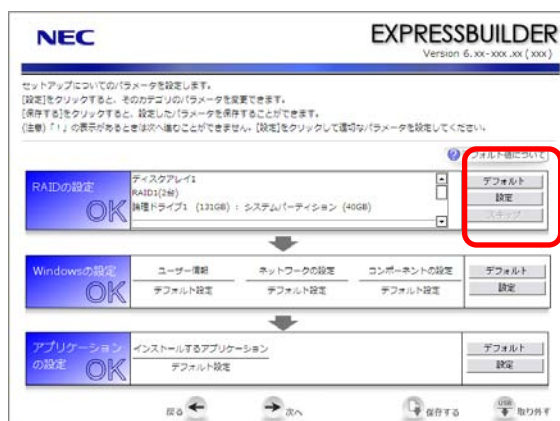 NEC
EXPRESSBUILDER
Version 6.xx-xxx.xx (xxx)
セットアップについてのパラメータを設定します。
[設定]をクリックすると、そのカテゴリのパラメータを変更できます。
[保存する]をクリックすると、設定したパラメータを保存することができます。
(注意)「!」の表示があるときは次へ進むことができません。[設定]をクリックして適切なパラメータを設定してください。
フォルト値について
RAIDの設定
OK
ディスクアレイ1
RAID1(2台)
論理ドライブ1 (131GB) : システムパーティション (40GB)
デフォルト
設定
スキップ
Windowsの設定
OK
ユーザー情報 ネットワークの設定 コンポーネントの設定
デフォルト設定 デフォルト設定 デフォルト設定
デフォルト
設定
アプリケーション
の設定 OK
インストールするアプリケーション
デフォルト設定
デフォルト
設定
戻る 次へ 保存する USB 取り外す